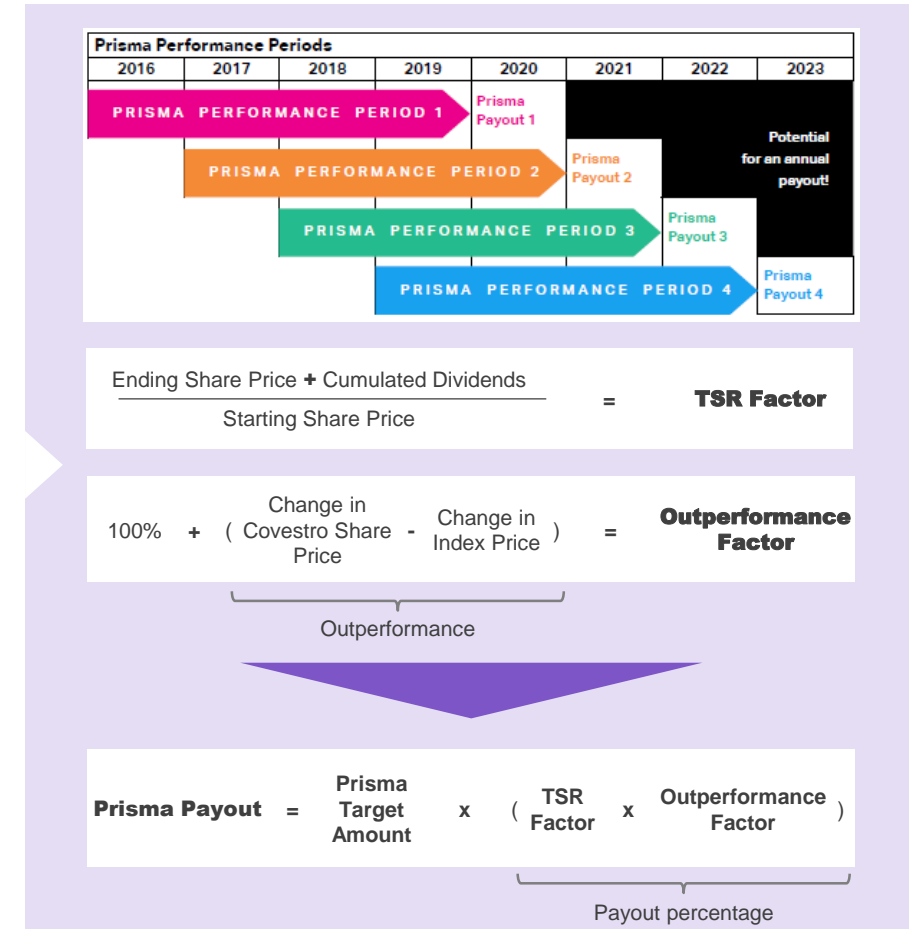 Prisma Performance Periods
2016 2017 2018 2019 2020 2021 2022 2023
PRISMA PERFORMANCE PERIOD 1
Prisma
Payout 1
Potential
for an annual
payout!
PRISMA PERFORMANCE PERIOD 2
Prisma
Payout 2
PRISMA PERFORMANCE PERIOD 3
Prisma
Payout 3
PRISMA PERFORMANCE PERIOD 4
Prisma
Payout 4
Ending Share Price + Cumulated Dividends
Starting Share Price
= TSR Factor
100% + ( Change in
Covestro Share
Price
- Change in
Index Price )
= Outperformance
Factor
Outperformance
Prisma Payout = Prisma
Target
Amount
x ( TSR
Factor
x Outperformance
Factor )
Payout percentage